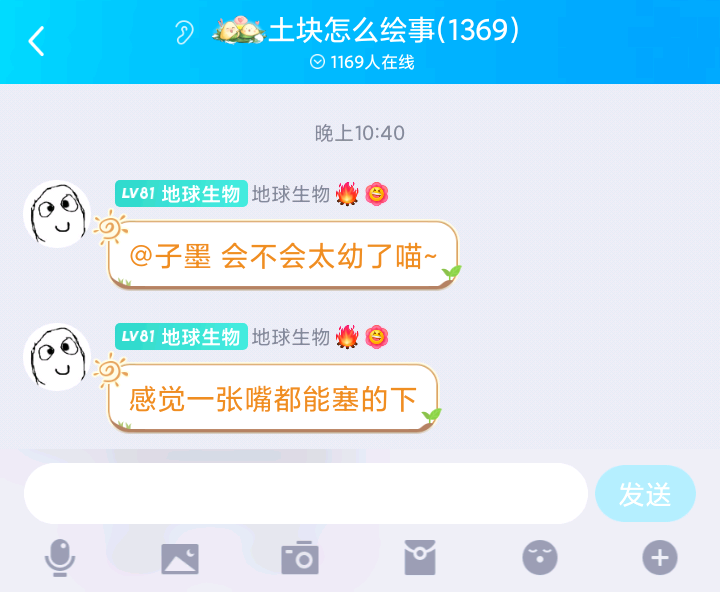 土块怎么绘事(1369)
1169人在线
晚上10:40
LV81 地球生物 地球生物
@子墨 会不会太幼了喵~
LV81 地球生物 地球生物
感觉一张嘴都能塞的下
发送